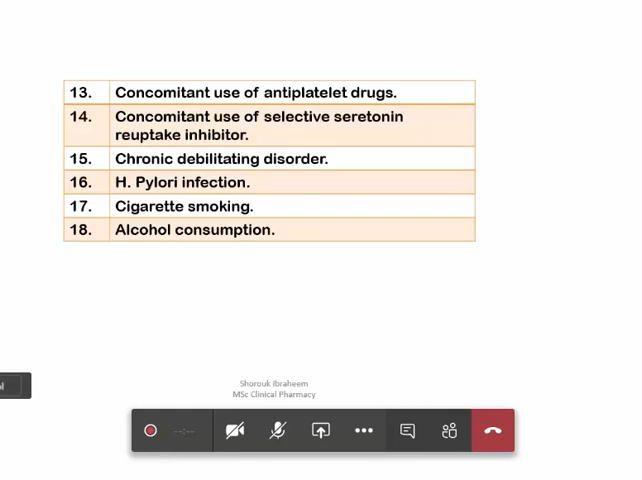 13. Concomitant use of antiplatelet drugs.
14. Concomitant use of selective seretonin
reuptake inhibitor.
15. Chronic debilitating disorder.
16. H. Pylori infection.
17. Cigarette smoking.
18. Alcohol consumption.
Shorouk Ibraheem
MSc Clinical Pharmacy
--:--